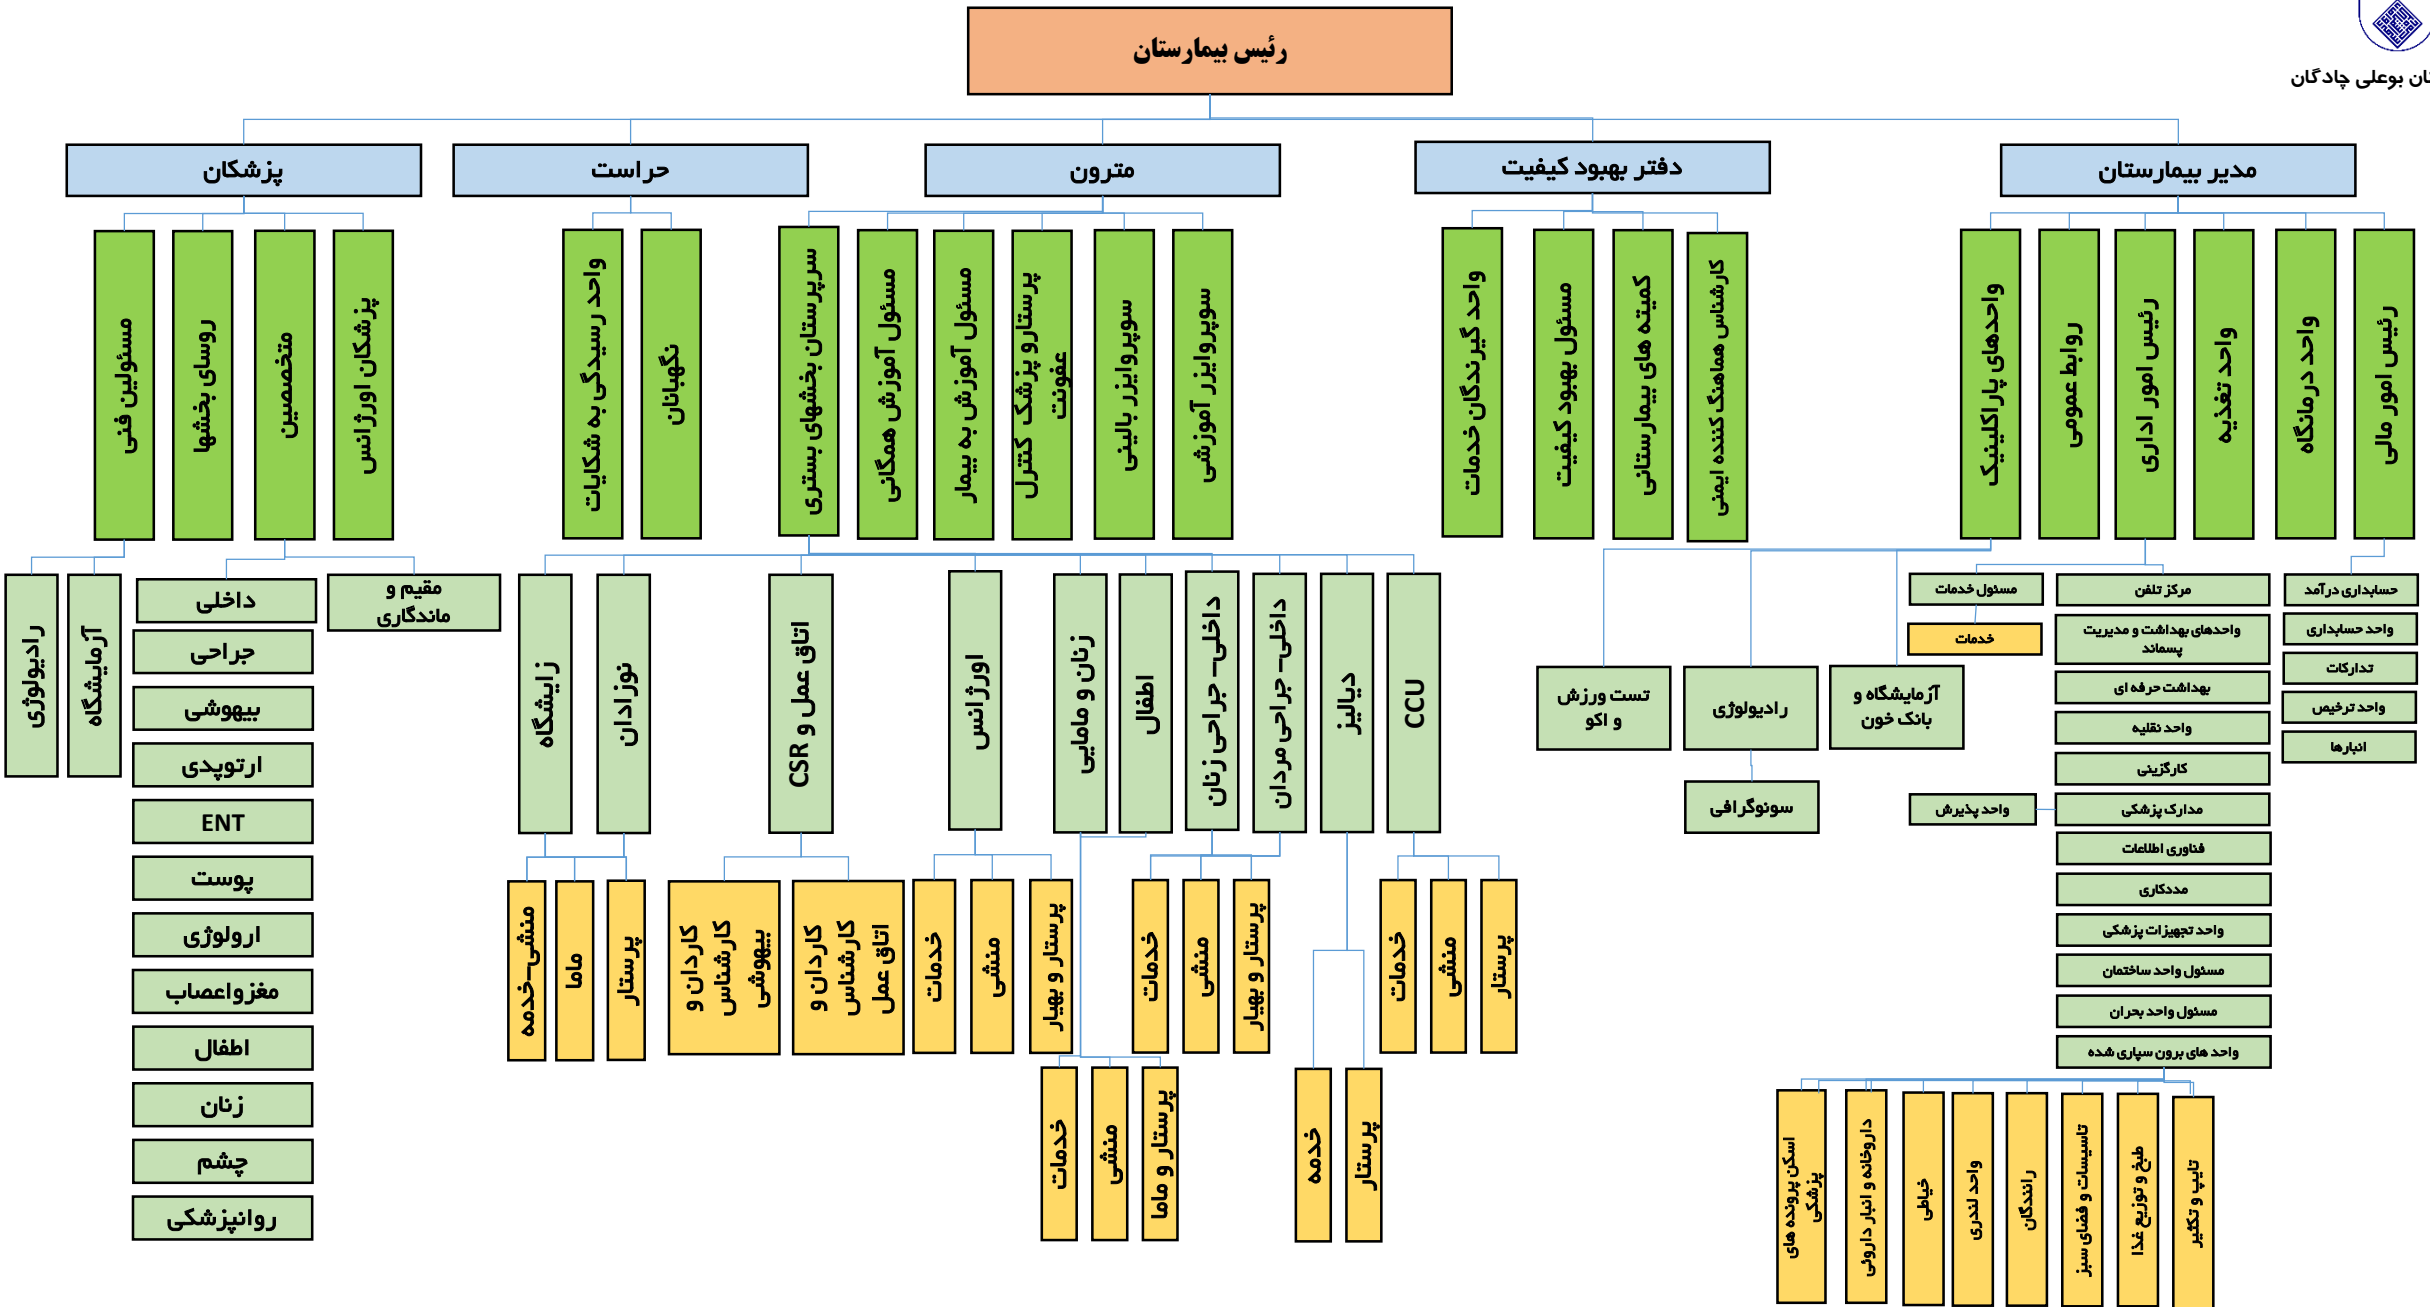 رئیس بیمارستان
بوعلی چادگان
مدیر بیمارستان
دفتر بهبود کیفیت
مترون
حراست
پزشکان
رئیس امور مالی
واحد درمانگاه
واحد تغذیه
رئیس امور اداری
روابط عمومی
واحدهای پاراکلینیک
کارشناس هماهنگ کننده ایمنی
کمیته های بیمارستانی
مسئول بهبود کیفیت
واحد گیرندگان خدمات
سوپروایزر آموزشی
سوپروایزر بالینی
پرستارو پزشک کنترل
عفونت
مسئول آموزش به بیمار
مسئول آموزش همگانی
سرپرستان بخشهای بستری
نگهبانان
واحد رسیدگی به شکایات
پزشکان اورژانس
متخصصین
روسای بخشها
مسئولین فنی
حسابداری درآمد
واحد حسابداری
تدارکات
واحد ترخیص
انبارها
مرکز تلفن
واحدهای بهداشت و مدیریت
پسماند
بهداشت حرفه ای
واحد نقلیه
کارگزینی
مدارک پزشکی
واحد پذیرش
فناوری اطلاعات
مددکاری
واحد تجهیزات پزشکی
مسئول واحد ساختمان
مسئول واحد بحران
واحد های برون سپاری شده
مسئول خدمات
خدمات
آزمایشگاه و
بانک خون
رادیولوژی
سونوگرافی
تست ورزش
و اکو
CCU
دیالیز
داخلی- جراحی مردان
داخلی- جراحی زنان
اطفال
زنان و مامایی
اورژانس
اتاق عمل و CSR
نوزادان
زایشگاه
مقیم و
ماندگاری
داخلی
جراحی
بیهوشی
ارتوپدی
ENT
پوست
ارولوژی
مغزواعصاب
اطفال
زنان
چشم
روانپزشکی
آزمایشگاه
رادیولوژی
پرستار
منشی
خدمات
پرستار و بهیار
منشی
خدمات
پرستار و بهیار
منشی
خدمات
کاردان و
کارشناس
اتاق عمل
کاردان و
کارشناس
بیهوشی
پرستار
ماما
منشی-خدمه
پرستار
خدمه
پرستار و ماما
منشی
خدمات
تایپ و تکثیر
طبخ و توزیع غذا
تاسیسات و فضای سبز
رانندگان
واحد لندری
خیاطی
داروخانه و انبار داروئی
اسکن پرونده های
پزشکی